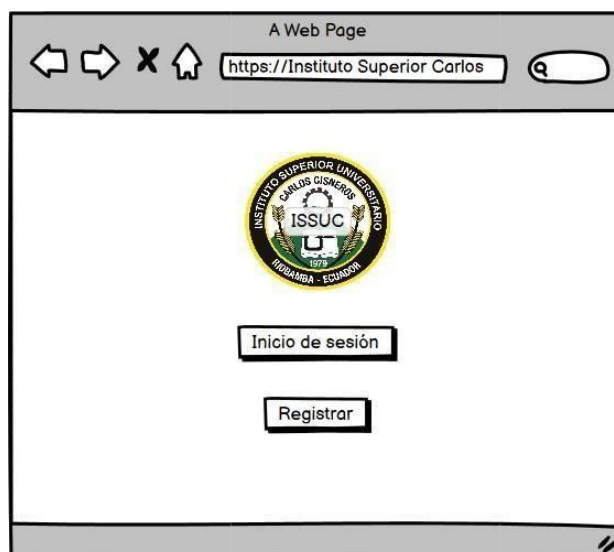 A Web Page
https://Instituto Superior Carlos
INSTITUTO SUPERIOR UNIVERSITARIO
CARLOS CISNEROS
ISSUC
1979
RIOBAMBA - ECUADOR
Inicio de sesión
Registrar